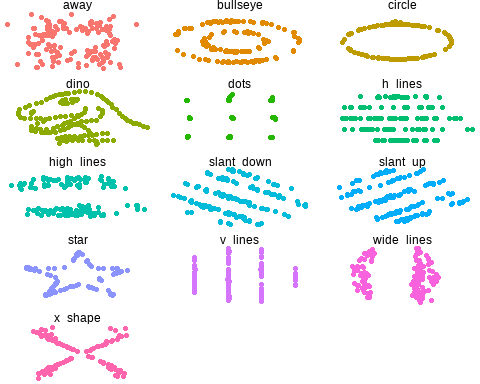 away bullseye circle
dino dots h_lines
high_lines slant_down slant_up
star v_lines wide_lines
x_shape